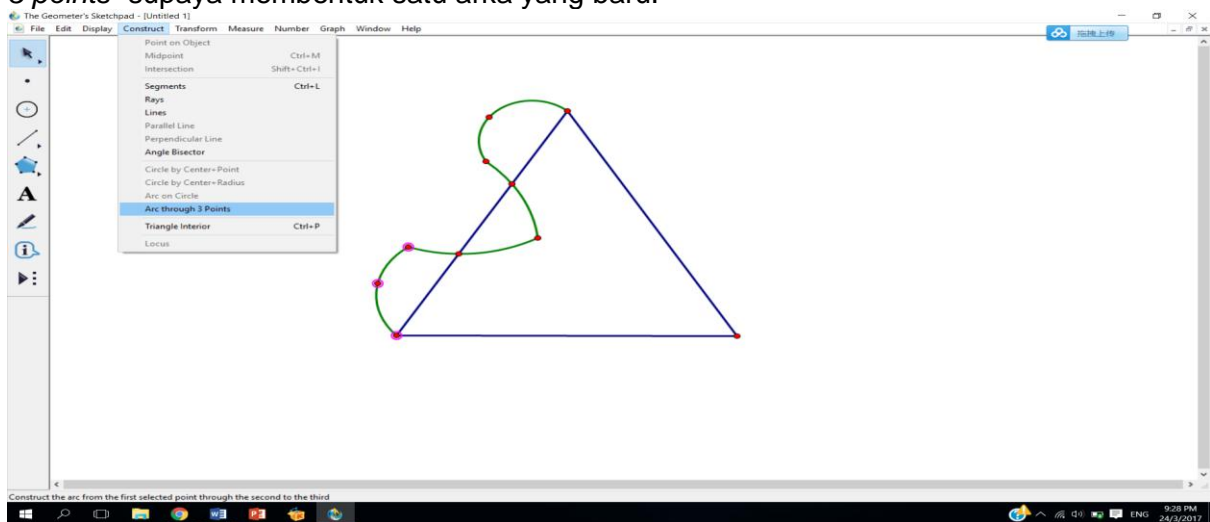 3 points" supaya membentuk satu arka yang baru.
The Geometer's Sketchpad - [Untitled 1]
File Edit Display Construct Transform Measure Number Graph Window Help
拖拽上传
Point on Object
Midpoint Ctrl+M
Intersection Shift+Ctrl+I
Segments Ctrl+L
Rays
Lines
Parallel Line
Perpendicular Line
Angle Bisector
Circle by Center+Point
Circle by Center+Radius
Arc on Circle
Arc through 3 Points
Triangle Interior Ctrl+P
Locus
A
Construct the arc from the first selected point through the second to the third
ENG
9:28 PM
24/3/2017